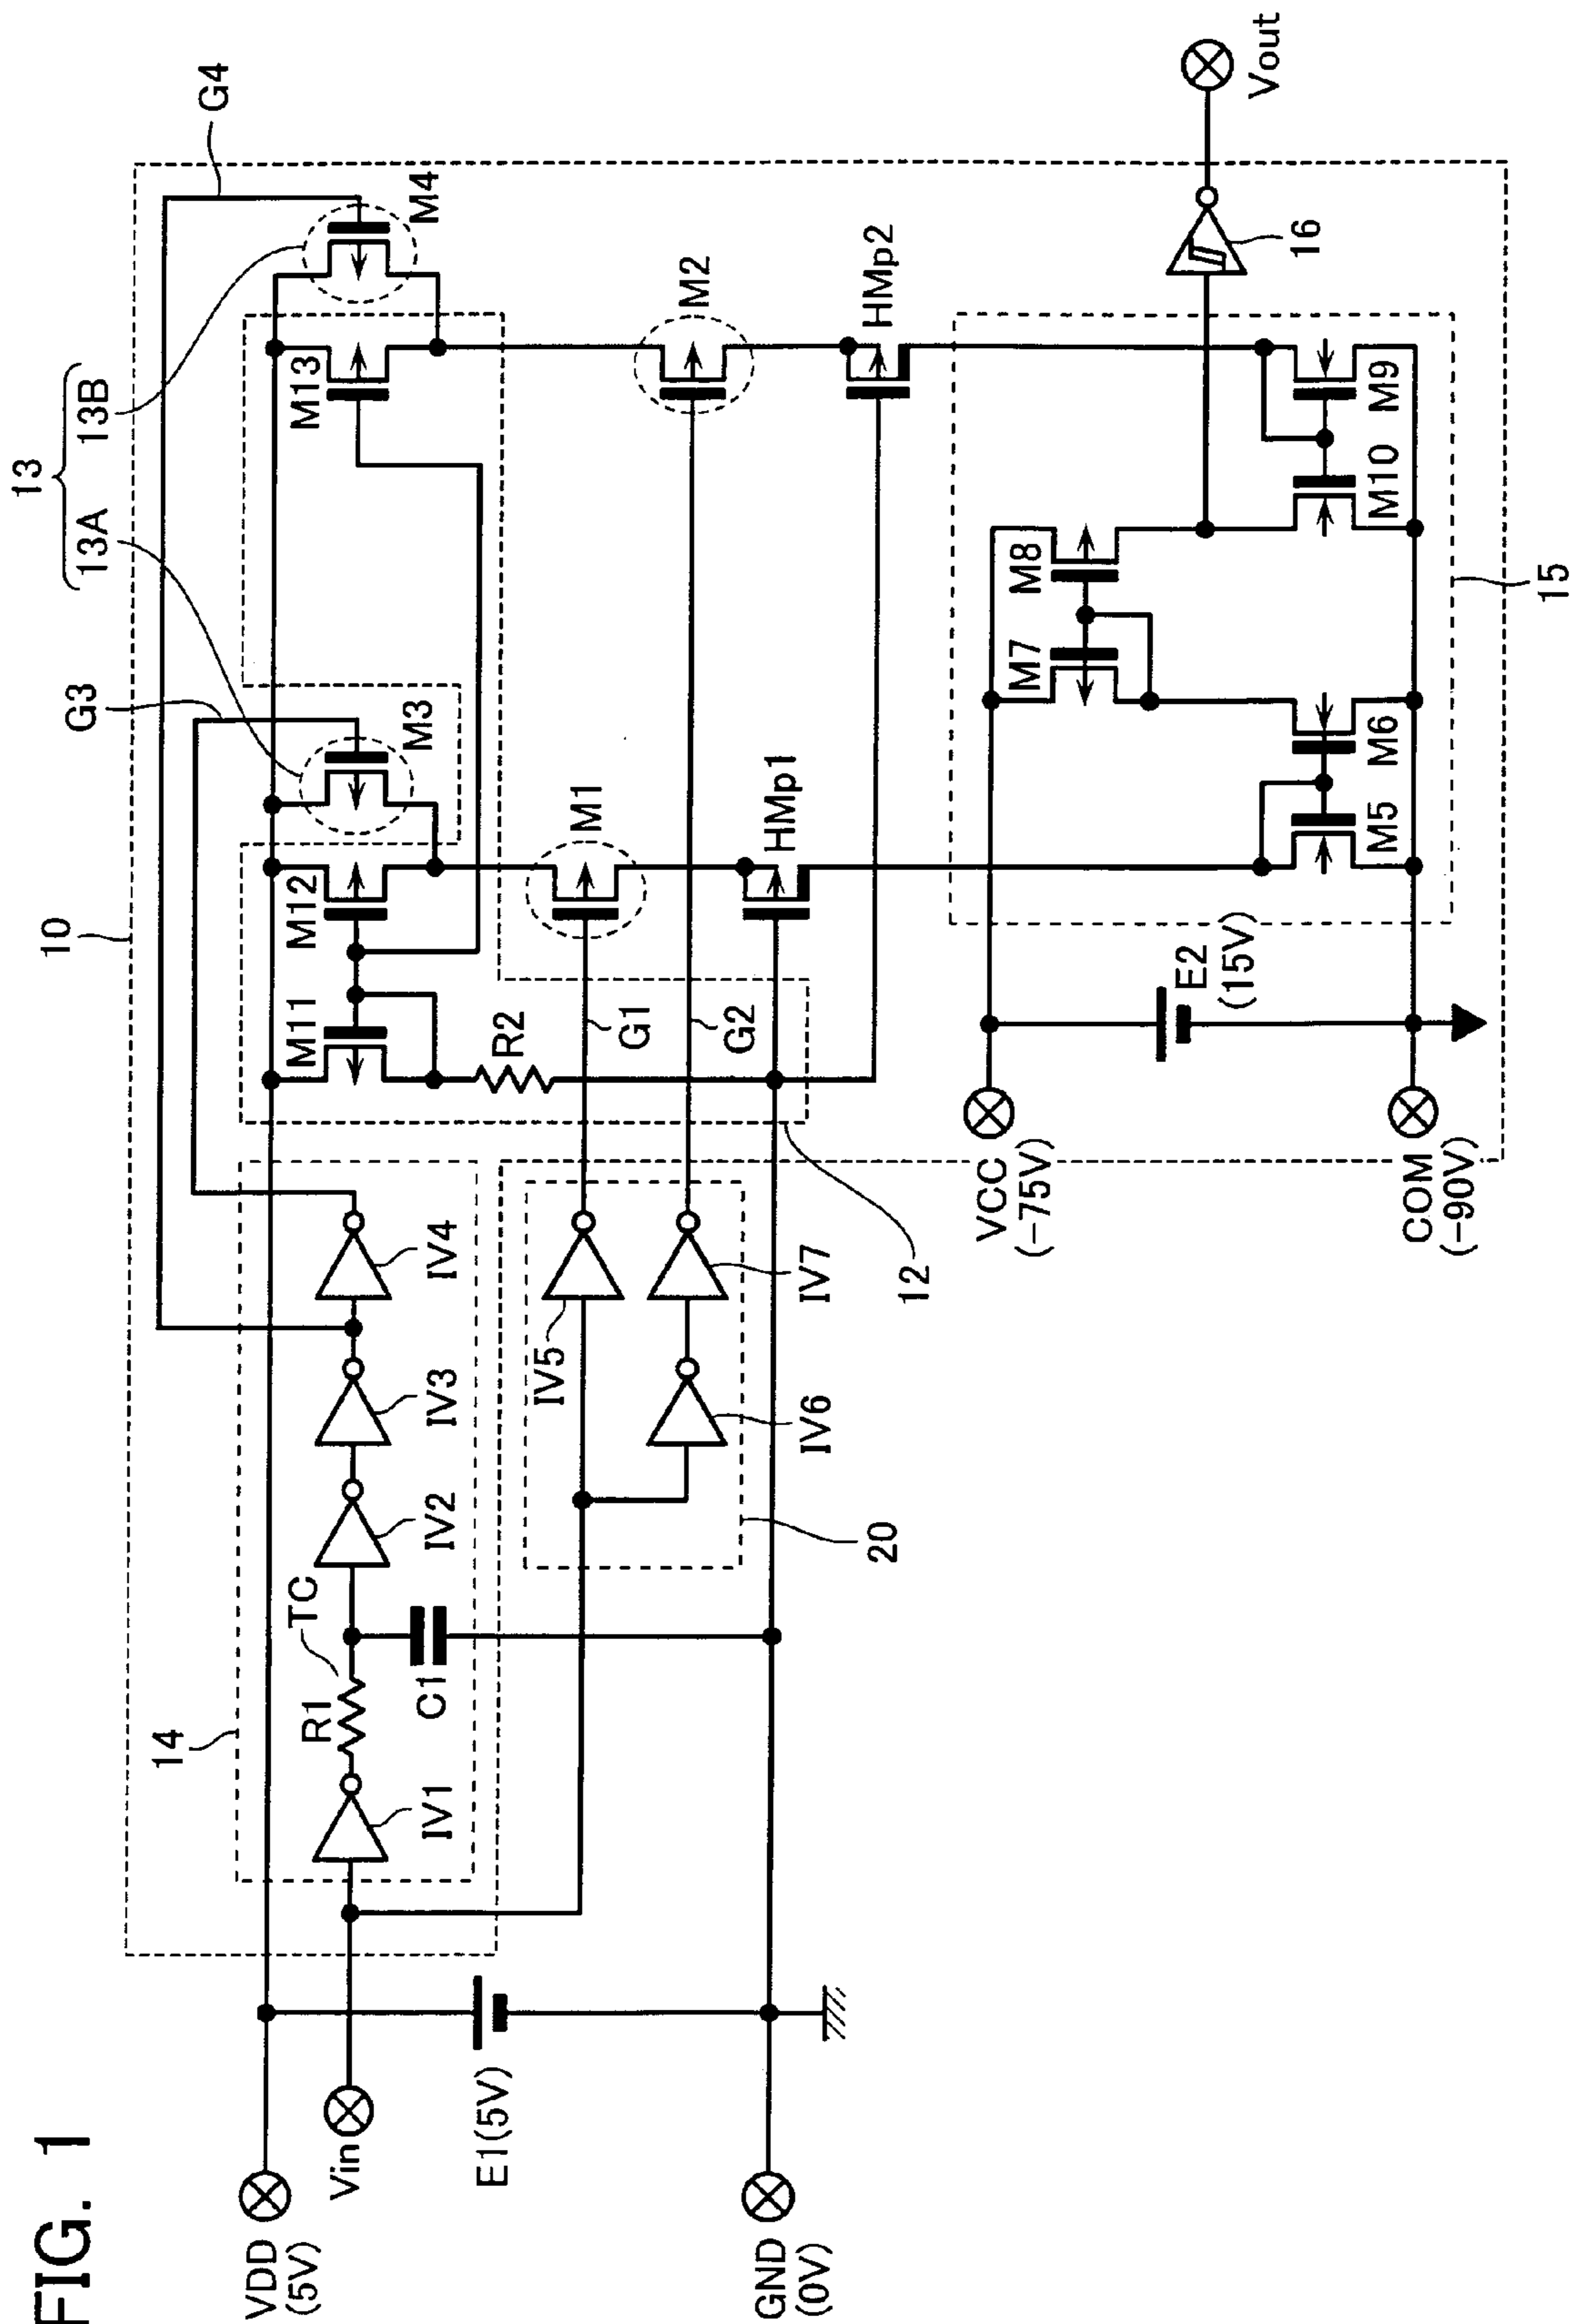 FIG. 1
10
G4
13
13A
13B
G3
M4
M3
M13
M12
M11
14
R1
TC
C1
IV1
IV2
IV3
IV4
IV5
IV6
IV7
20
12
R2
G1
G2
M1
M2
HMp1
HMp2
VDD
(5V)
Vin
E1(5V)
GND
(0V)
VCC
(-75V)
COM
(-90V)
E2
(15V)
M5
M6
M7
M8
M10
M9
15
16
Vout